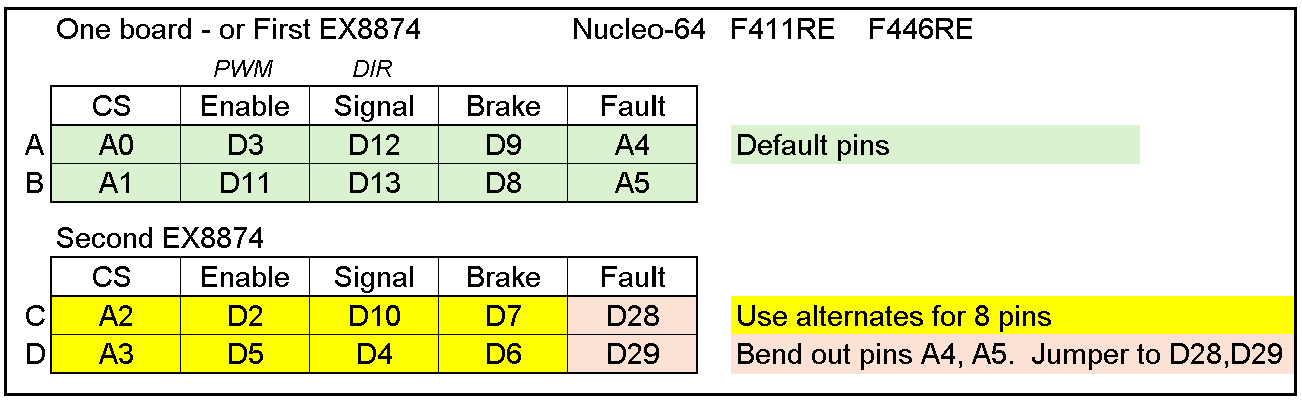 One board - or First EX8874 Nucleo-64 F411RE F446RE
PWM DIR
CS Enable Signal Brake Fault
A A0 D3 D12 D9 A4 Default pins
B A1 D11 D13 D8 A5
Second EX8874
CS Enable Signal Brake Fault
C A2 D2 D10 D7 D28 Use alternates for 8 pins
D A3 D5 D4 D6 D29 Bend out pins A4, A5. Jumper to D28,D29